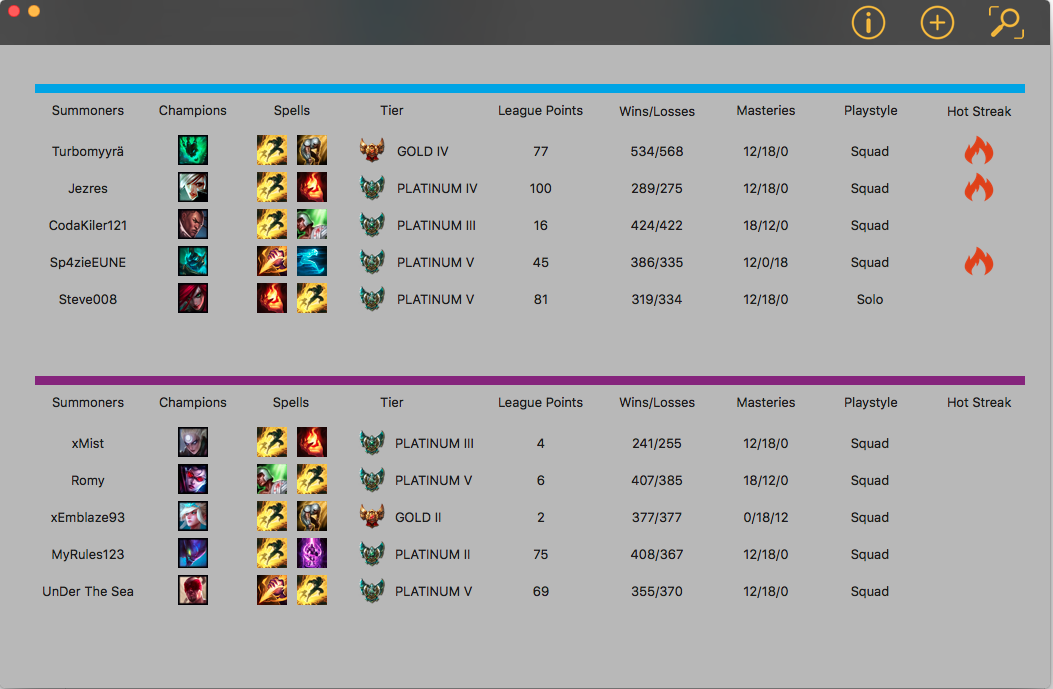 Summoners Champions Spells Tier League Points Wins/Losses Masteries Playstyle Hot Streak
Turbomyyrä GOLD IV 77 534/568 12/18/0 Squad
Jezres PLATINUM IV 100 289/275 12/18/0 Squad
CodaKiler121 PLATINUM III 16 424/422 18/12/0 Squad
Sp4zieEUNE PLATINUM V 45 386/335 12/0/18 Squad
Steve008 PLATINUM V 81 319/334 12/18/0 Solo
Summoners Champions Spells Tier League Points Wins/Losses Masteries Playstyle Hot Streak
xMist PLATINUM III 4 241/255 12/18/0 Squad
Romy PLATINUM V 6 407/385 18/12/0 Squad
xEmblaze93 GOLD II 2 377/377 0/18/12 Squad
MyRules123 PLATINUM II 75 408/367 12/18/0 Squad
UnDer The Sea PLATINUM V 69 355/370 12/18/0 Squad